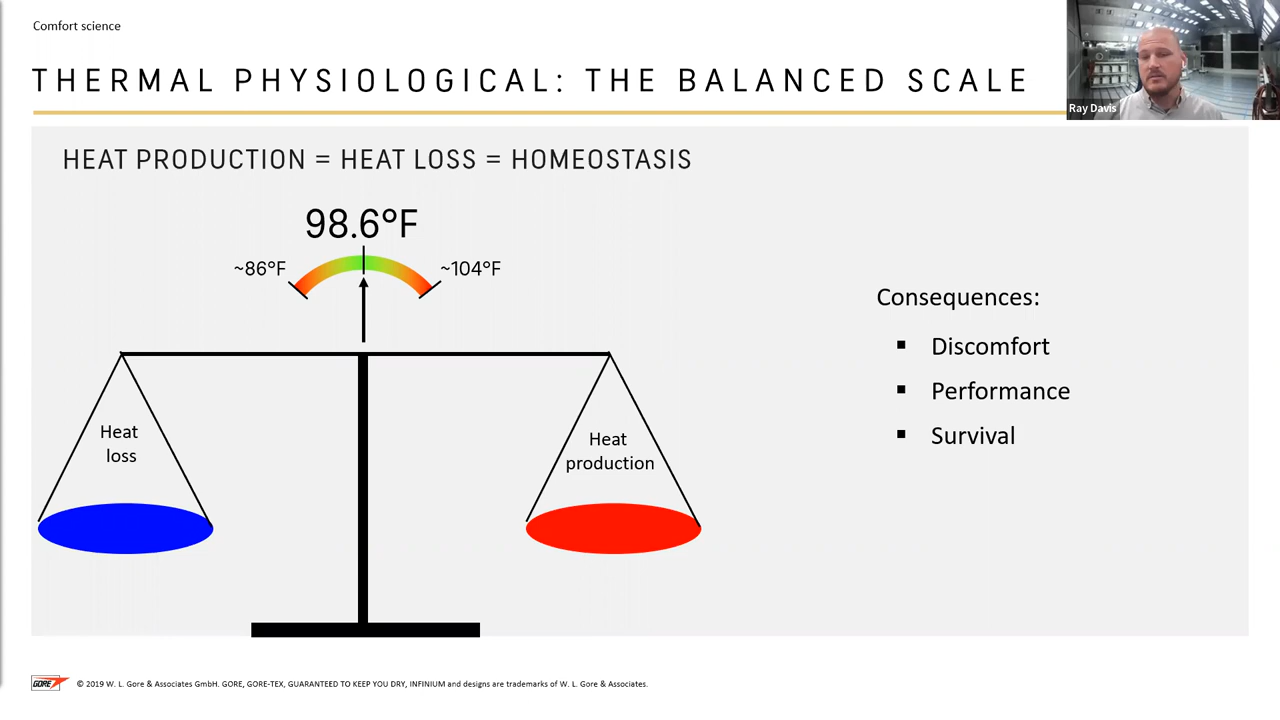 Comfort science
THERMAL PHYSIOLOGICAL: THE BALANCED SCALE
Ray Davis
HEAT PRODUCTION = HEAT LOSS = HOMEOSTASIS
98.6°F
~86°F
~104°F
Consequences:
▪ Discomfort
▪ Performance
▪ Survival
Heat
loss
Heat
production
GORE
© 2019 W. L. Gore & Associates GmbH. GORE, GORE-TEX, GUARANTEED TO KEEP YOU DRY, INFINIUM and designs are trademarks of W. L. Gore & Associates.